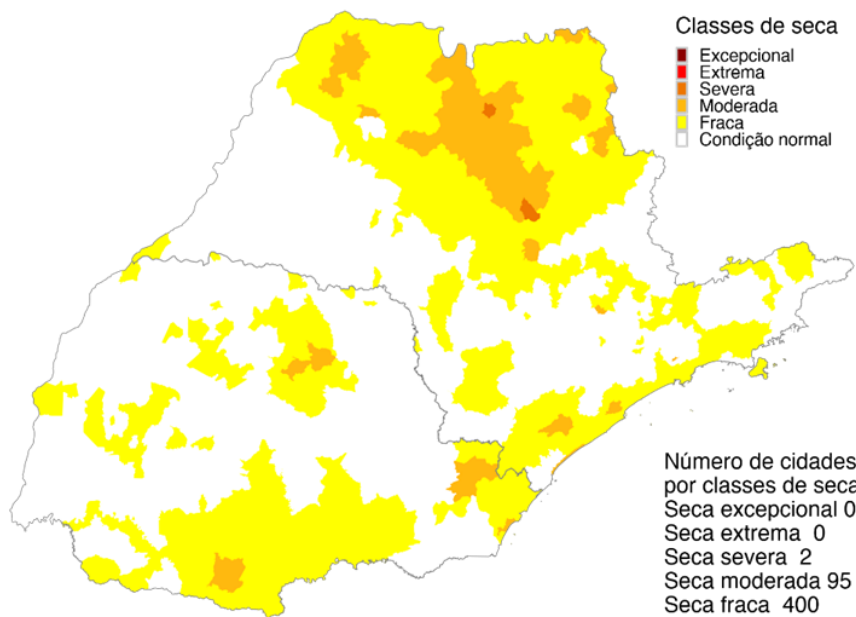 Classes de seca
Excepcional
Extrema
Severa
Moderada
Fraca
Condição normal
Número de cidades
por classes de seca
Seca excepcional 0
Seca extrema 0
Seca severa 2
Seca moderada 95
Seca fraca 400